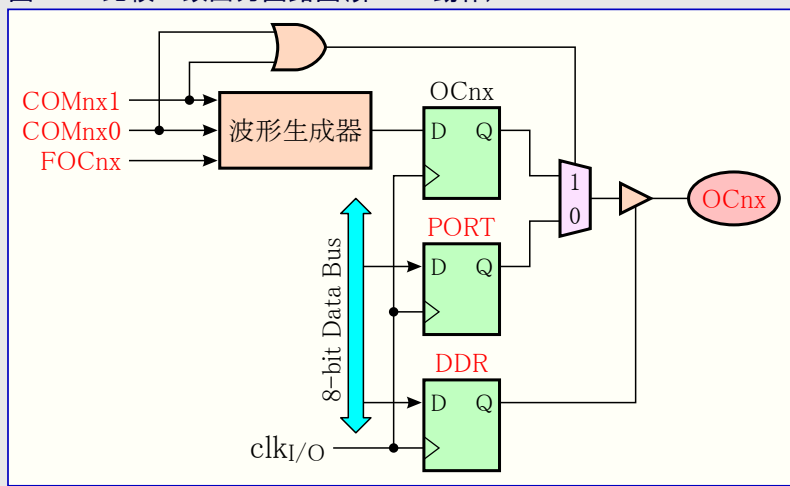 OCnx
COMnx1
COMnx0
FOCnx
波形生成器
D Q
1
0
OCnx
PORT
D Q
8-bit Data Bus
DDR
D Q
clkI/O